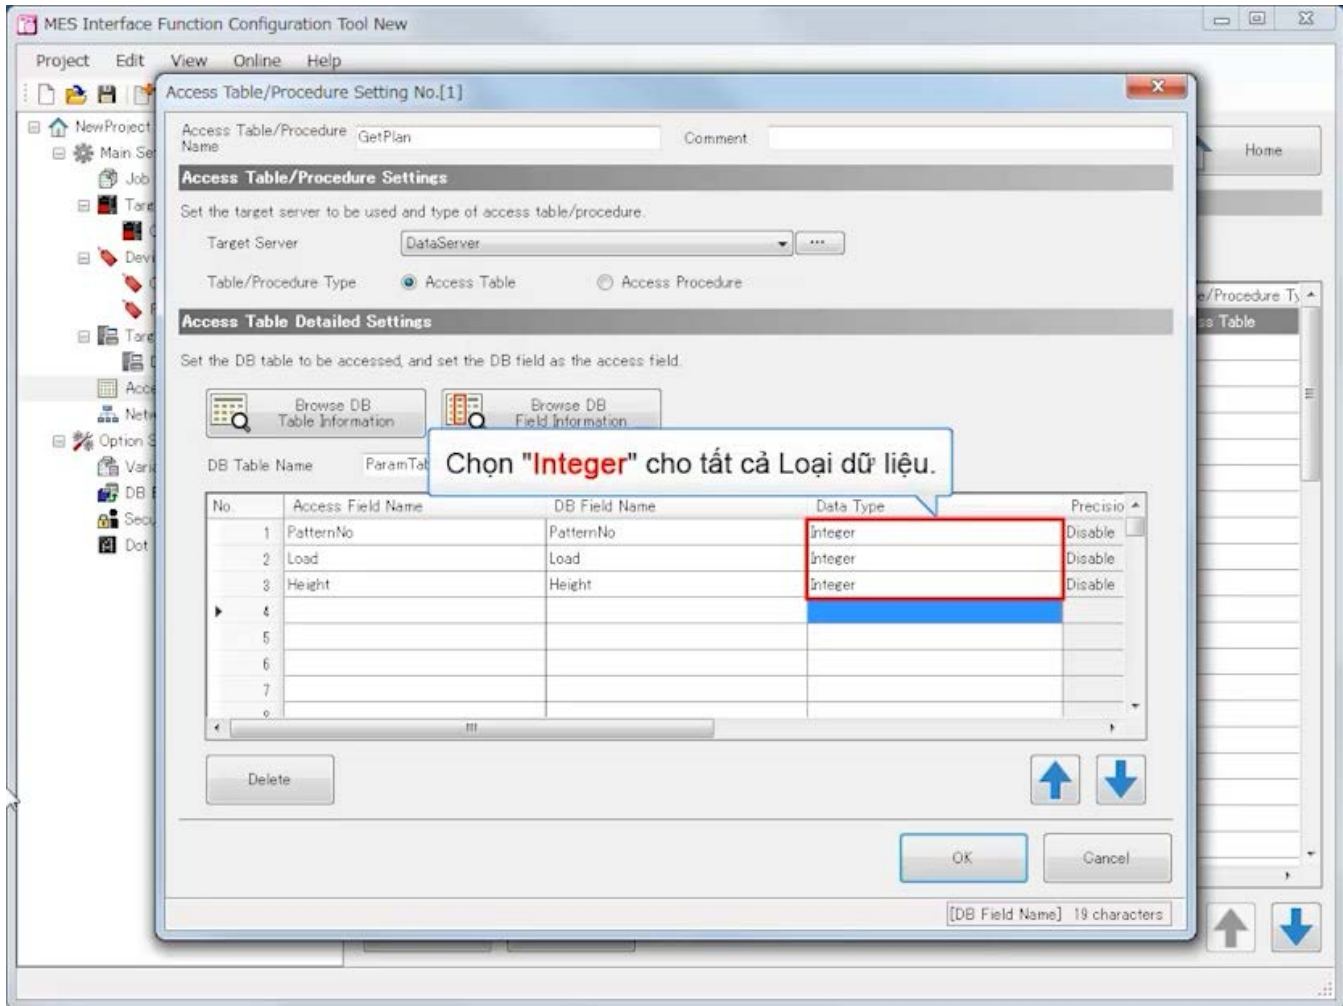 MES Interface Function Configuration Tool New
Project Edit View Online Help
Access Table/Procedure Setting No.[1]
NewProject
Main Se
Job
Targ
Devi
Targ
Acce
Netw
Option S
Vari
DB
Secu
Dot
Access Table/Procedure Name GetPlan Comment
Home
Access Table/Procedure Settings
Set the target server to be used and type of access table/procedure.
Target Server DataServer ...
Table/Procedure Type Access Table Access Procedure
e/Procedure Ty
ss Table
Access Table Detailed Settings
Set the DB table to be accessed, and set the DB field as the access field.
Browse DB Table Information
Browse DB Field Information
Chọn "Integer" cho tất cả Loại dữ liệu.
DB Table Name ParamTab
No. Access Field Name DB Field Name Data Type Precisio
1 PatternNo PatternNo Integer Disable
2 Load Load Integer Disable
3 Height Height Integer Disable
4
5
6
7
Delete
OK Cancel
[DB Field Name] 19 characters